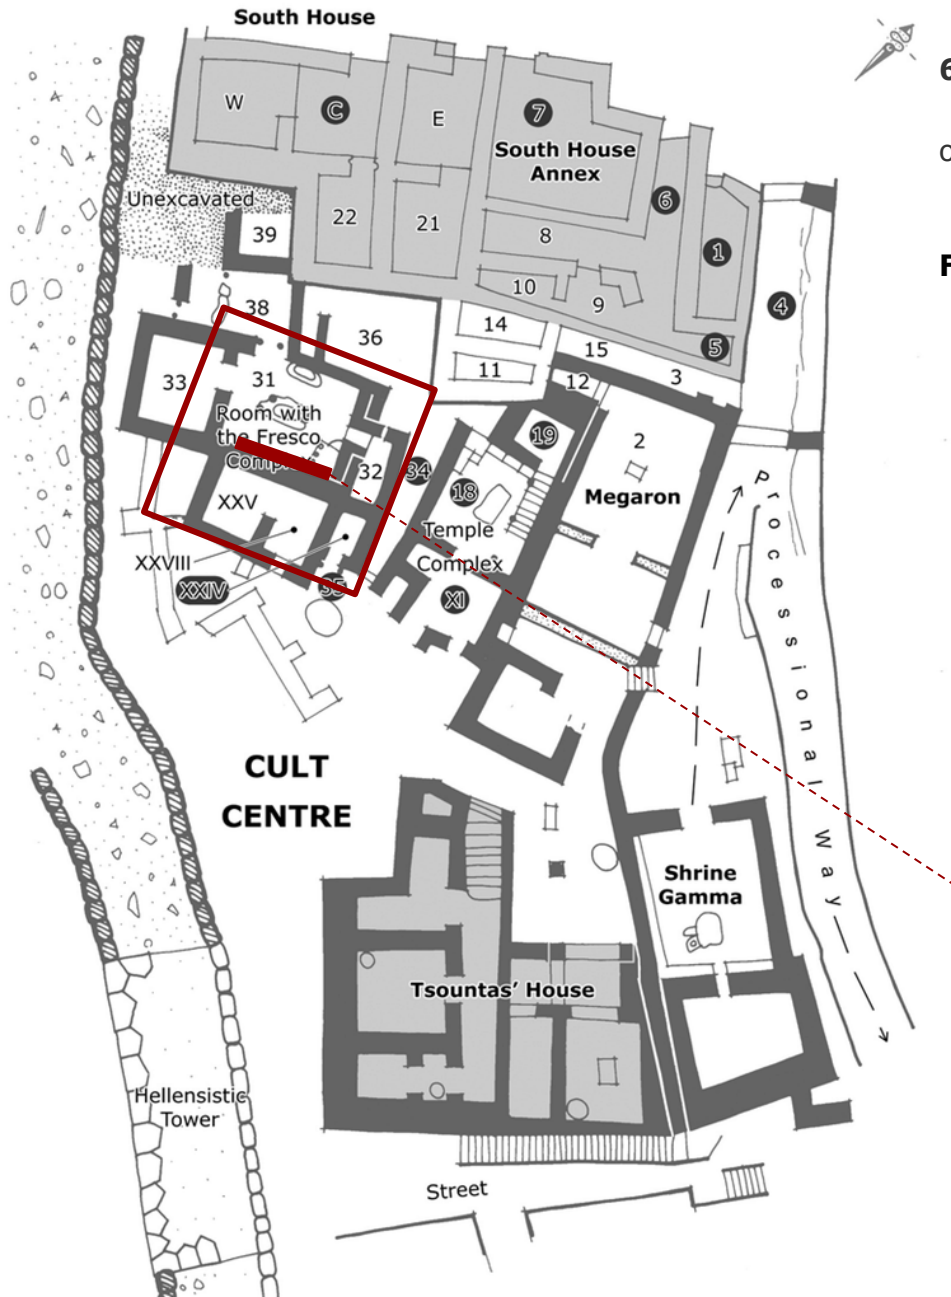 South House
6
W
C
E
7
South House
Annex
Unexcavated
39
22
21
6
8
1
10
9
38
36
14
4
5
33
31
11
15
12
3
Room with
the Fresco
19
2
32
34
18
XXV
Megaron
Temple
Complex
XXVIII
XXIV
35
XI
Processional Way
CULT
CENTRE
Shrine
Gamma
Tsountas’ House
Hellensistic
Tower
Street